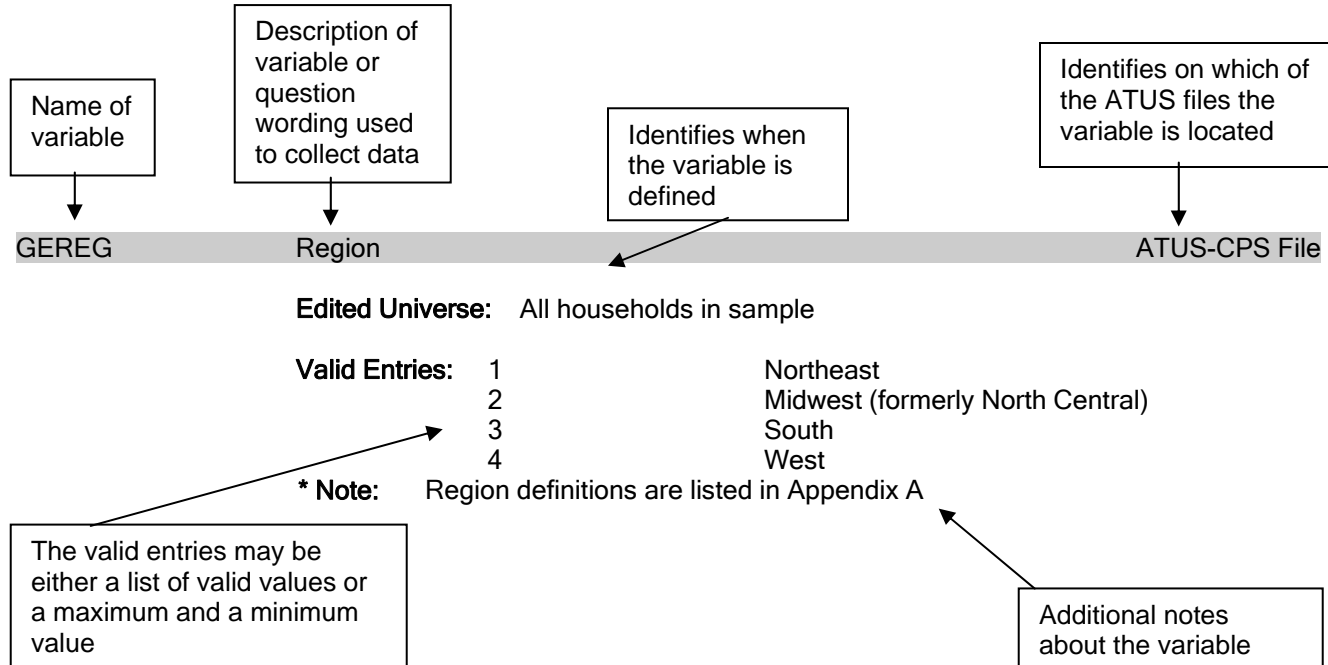 Name of
variable
Description of
variable or
question
wording used
to collect data
Identifies when
the variable is
defined
Identifies on which of
the ATUS files the
variable is located
GEREG Region ATUS-CPS File
Edited Universe: All households in sample
Valid Entries: 1 Northeast
2 Midwest (formerly North Central)
3 South
4 West
* Note: Region definitions are listed in Appendix A
The valid entries may be
either a list of valid values or
a maximum and a minimum
value
Additional notes
about the variable